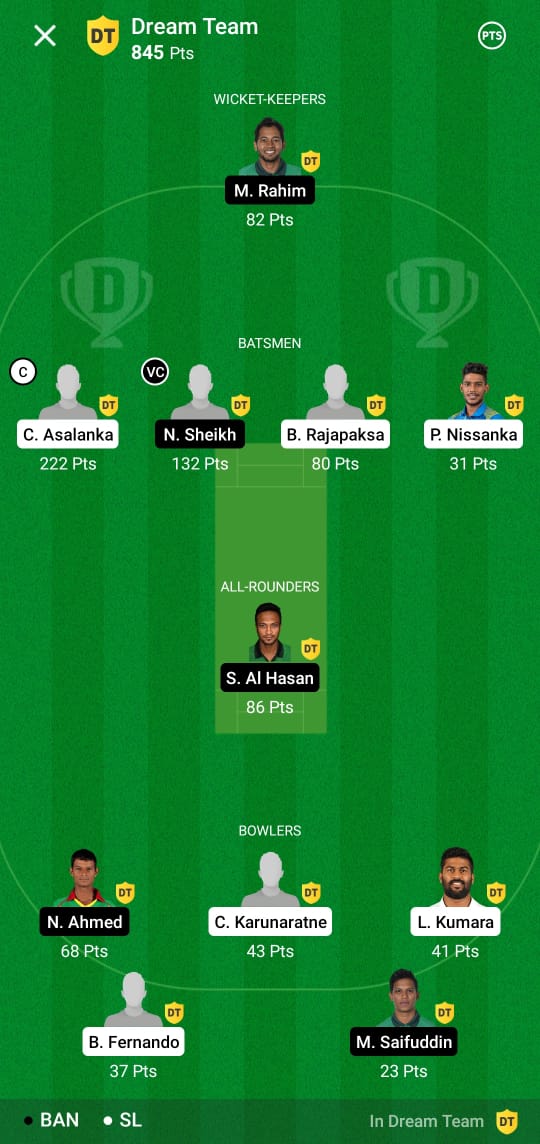 DT
Dream Team
845 Pts
PTS
WICKET-KEEPERS
DT
M. Rahim
82 Pts
BATSMEN
C
VC
DT
DT
DT
DT
C. Asalanka
N. Sheikh
B. Rajapaksa
P. Nissanka
222 Pts
132 Pts
80 Pts
31 Pts
ALL-ROUNDERS
DT
S. Al Hasan
86 Pts
BOWLERS
DT
DT
DT
N. Ahmed
C. Karunaratne
L. Kumara
68 Pts
43 Pts
41 Pts
DT
DT
B. Fernando
M. Saifuddin
37 Pts
23 Pts
BAN
SL
In Dream Team
DT